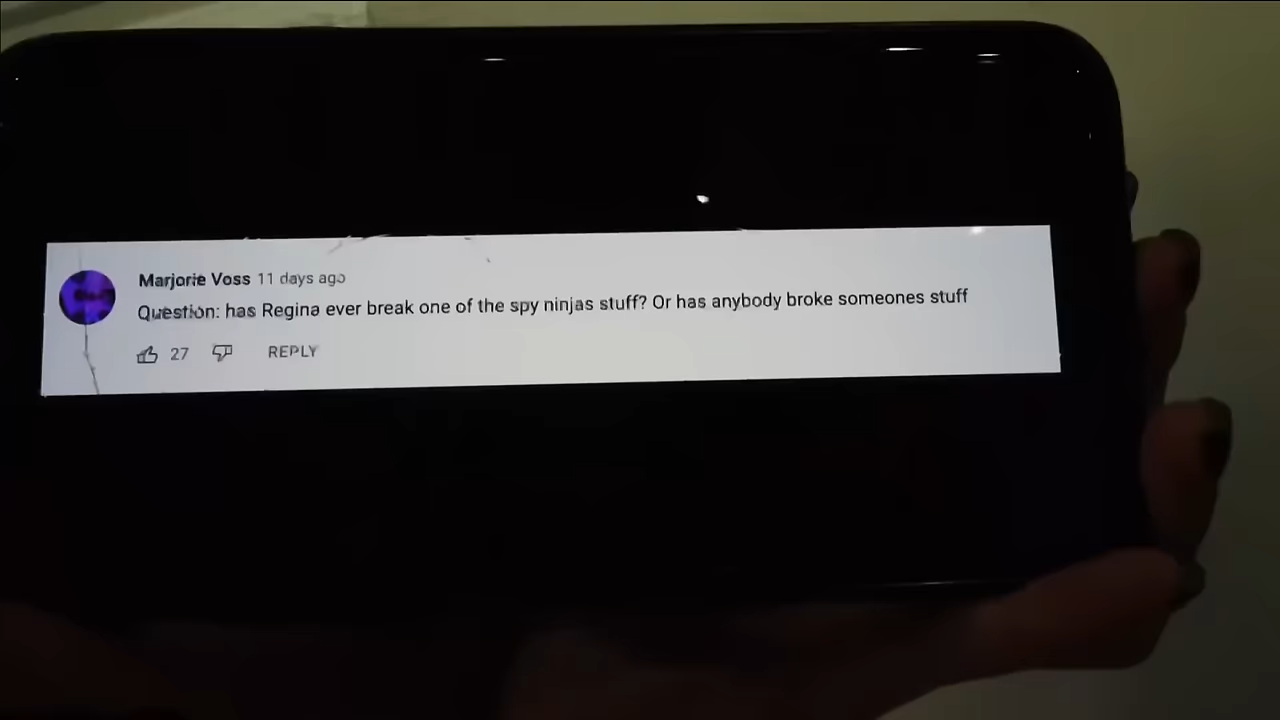 Marjorie Voss 11 days ago
Question: has Regina ever break one of the spy ninjas stuff? Or has anybody broke someones stuff
27 REPLY